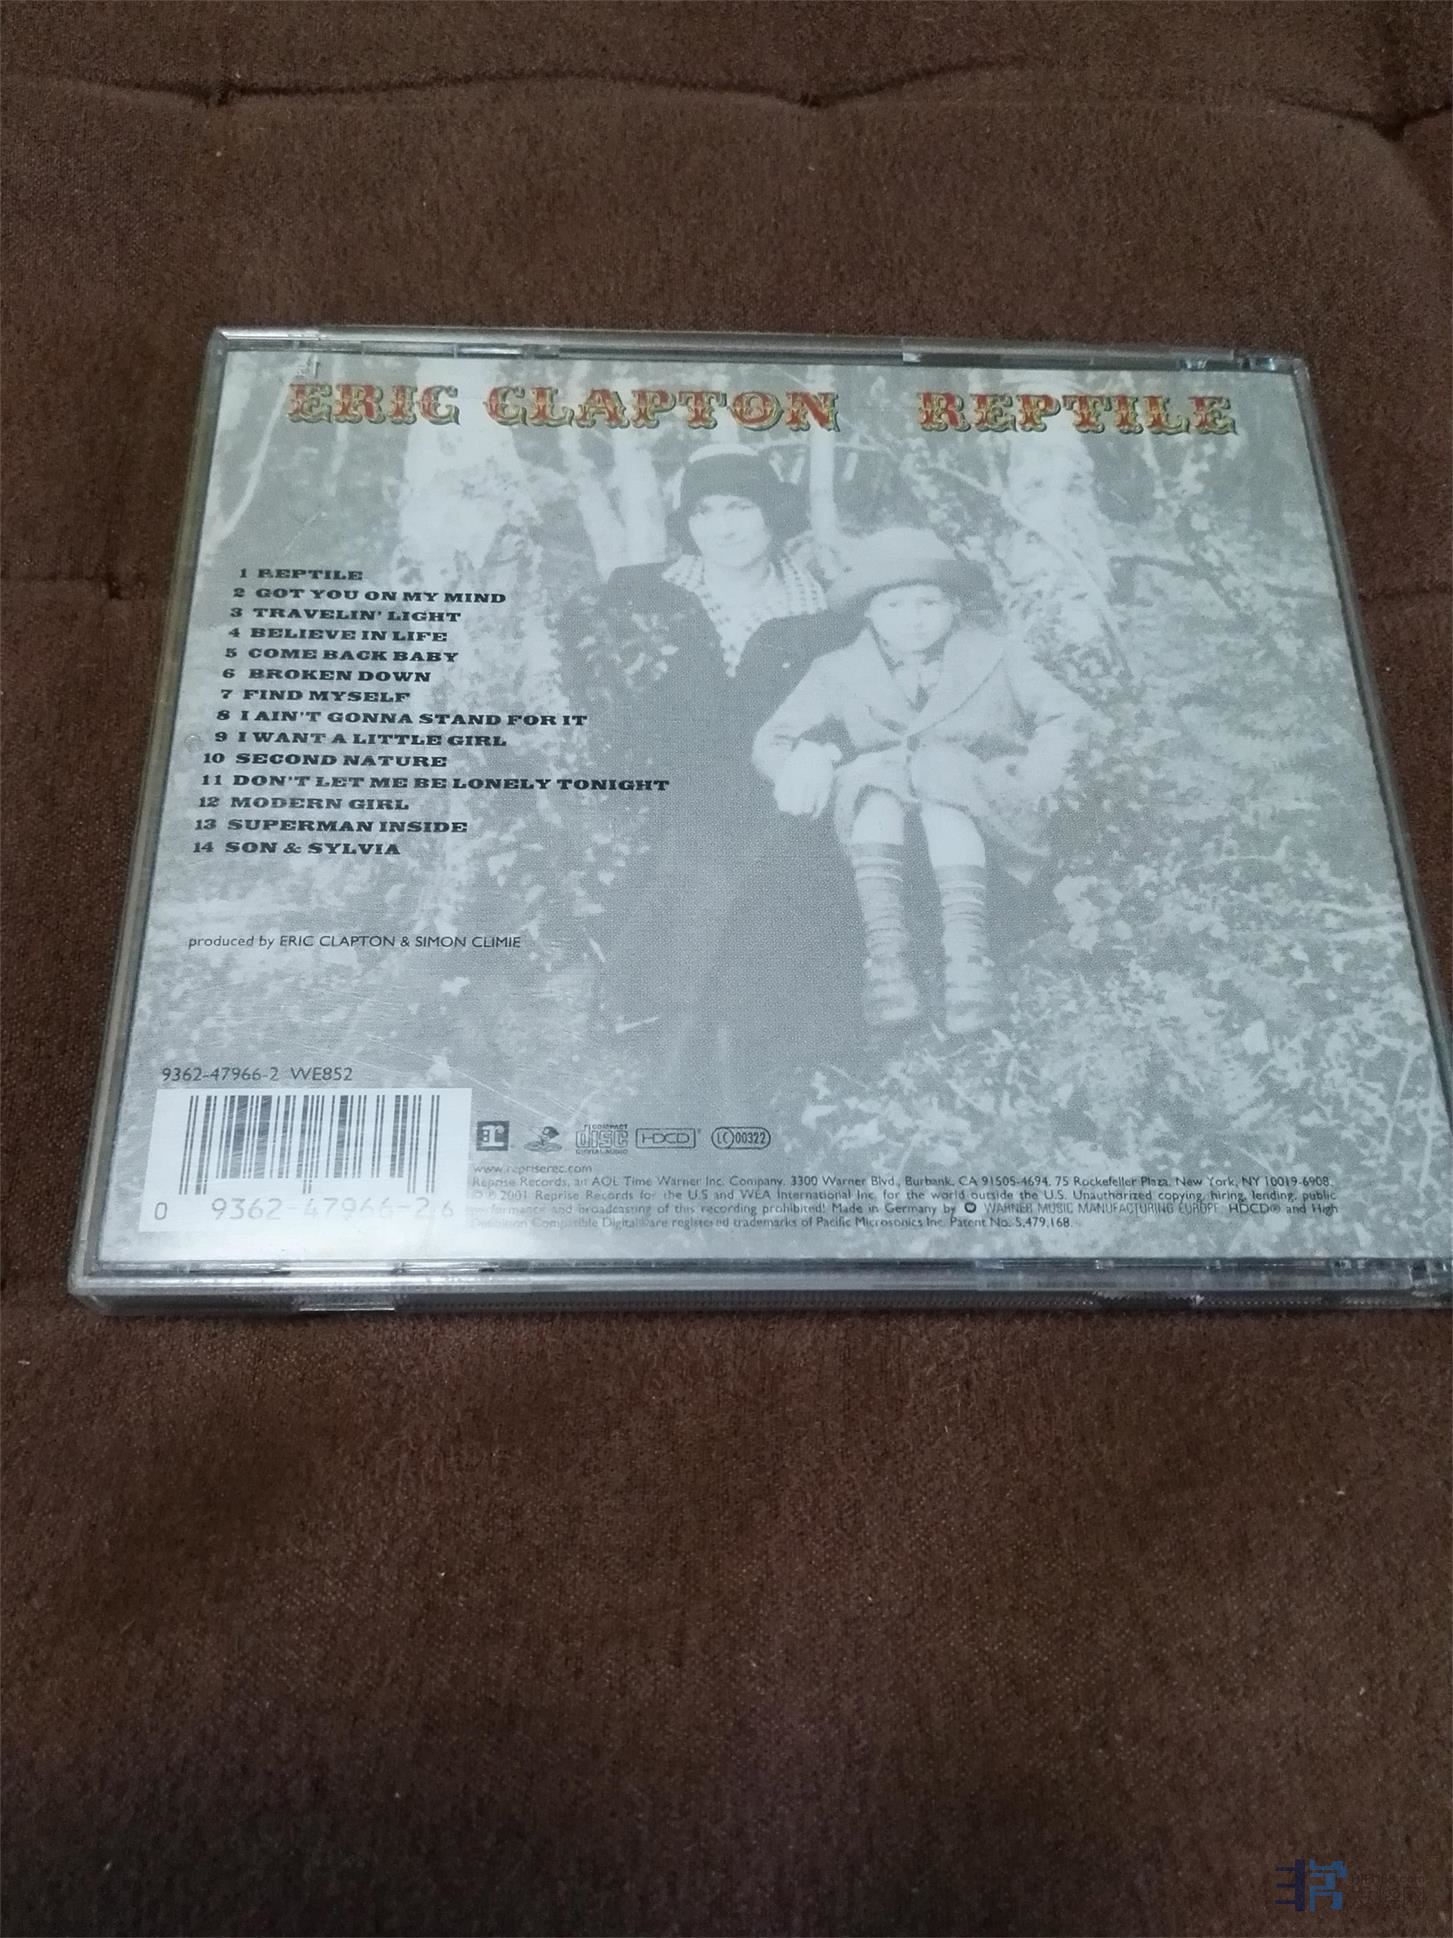 ERIC CLAPTON REPTILE
1 REPTILE
2 GOT YOU ON MY MIND
3 TRAVELIN' LIGHT
4 BELIEVE IN LIFE
5 COME BACK BABY
6 BROKEN DOWN
7 FIND MYSELF
8 I AIN'T GONNA STAND FOR IT
9 I WANT A LITTLE GIRL
10 SECOND NATURE
11 DON'T LET ME BE LONELY TONIGHT
12 MODERN GIRL
13 SUPERMAN INSIDE
14 SON & SYLVIA
produced by ERIC CLAPTON & SIMON CLIMIE
9362-47966-2 WE852
0 9362-47966-2 6
COMPACT
disc
DIGITAL AUDIO
HDCD®
LC 00322
www.repriserec.com
Reprise Records, an AOL Time Warner Inc. Company. 3300 Warner Blvd., Burbank, CA 91505-4694. 75 Rockefeller Plaza, New York, NY 10019-6908.
© ℗ 2001 Reprise Records for the U.S and WEA International Inc. for the world outside the U.S. Unauthorized copying, hiring, lending, public
performance and broadcasting of this recording prohibited! Made in Germany by WARNER MUSIC MANUFACTURING EUROPE. HDCD® and High
Definition Compatible Digital® are registered trademarks of Pacific Microsonics Inc. Patent No. 5,479,168.